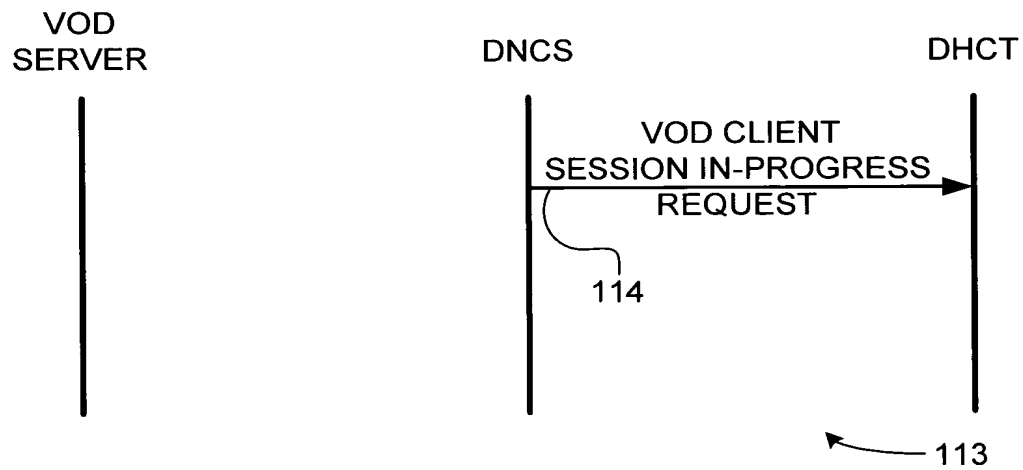 VOD
SERVER
DNCS
DHCT
VOD CLIENT
SESSION IN-PROGRESS
REQUEST
114
113